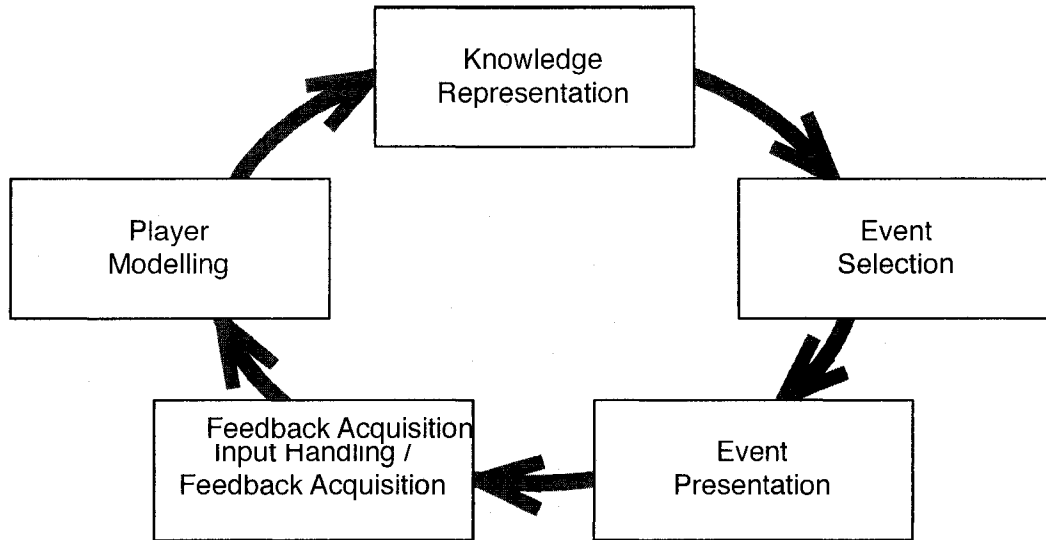 Knowledge
Representation
Player
Modelling
Event
Selection
Feedback Acquisition
Input Handling /
Feedback Acquisition
Event
Presentation